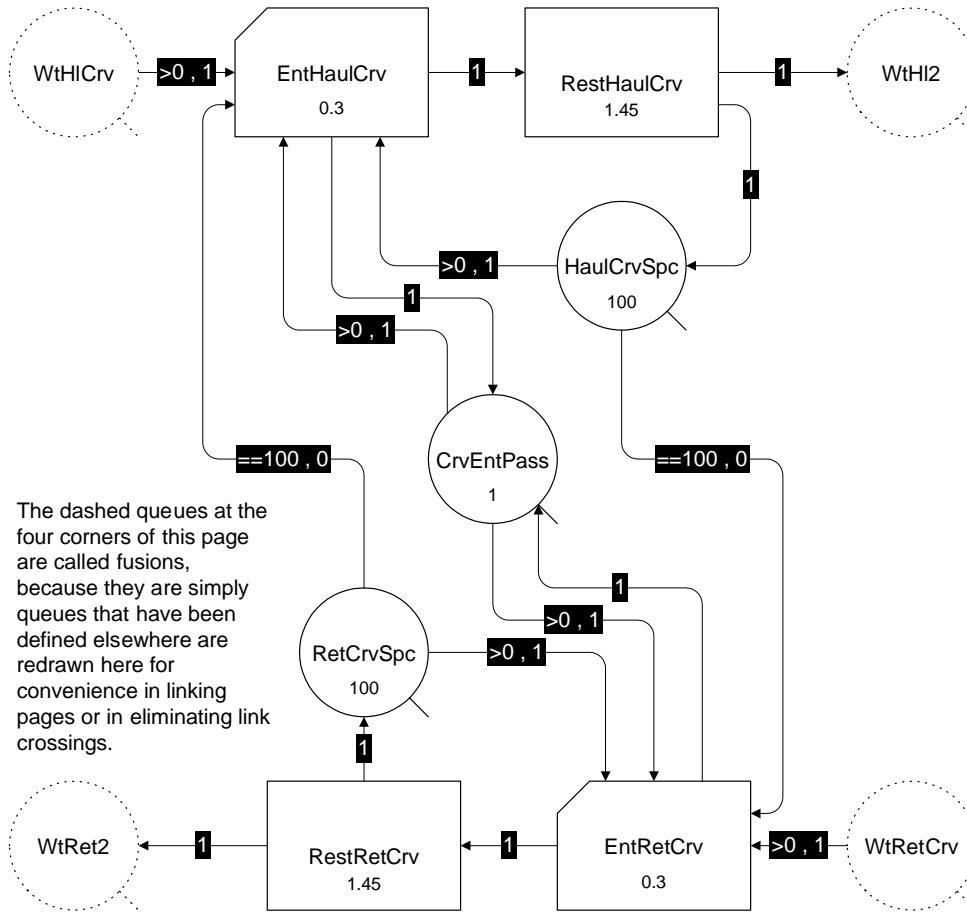 WtHlCrv
>0 , 1
EntHaulCrv
0.3
1
RestHaulCrv
1.45
1
WtHl2
1
>0 , 1
HaulCrvSpc
100
1
>0 , 1
==100 , 0
CrvEntPass
1
==100 , 0
The dashed queues at the
four corners of this page
are called fusions,
because they are simply
queues that have been
defined elsewhere are
redrawn here for
convenience in linking
pages or in eliminating link
crossings.
1
>0 , 1
RetCrvSpc
100
>0 , 1
1
WtRet2
1
RestRetCrv
1.45
1
EntRetCrv
0.3
>0 , 1
WtRetCrv